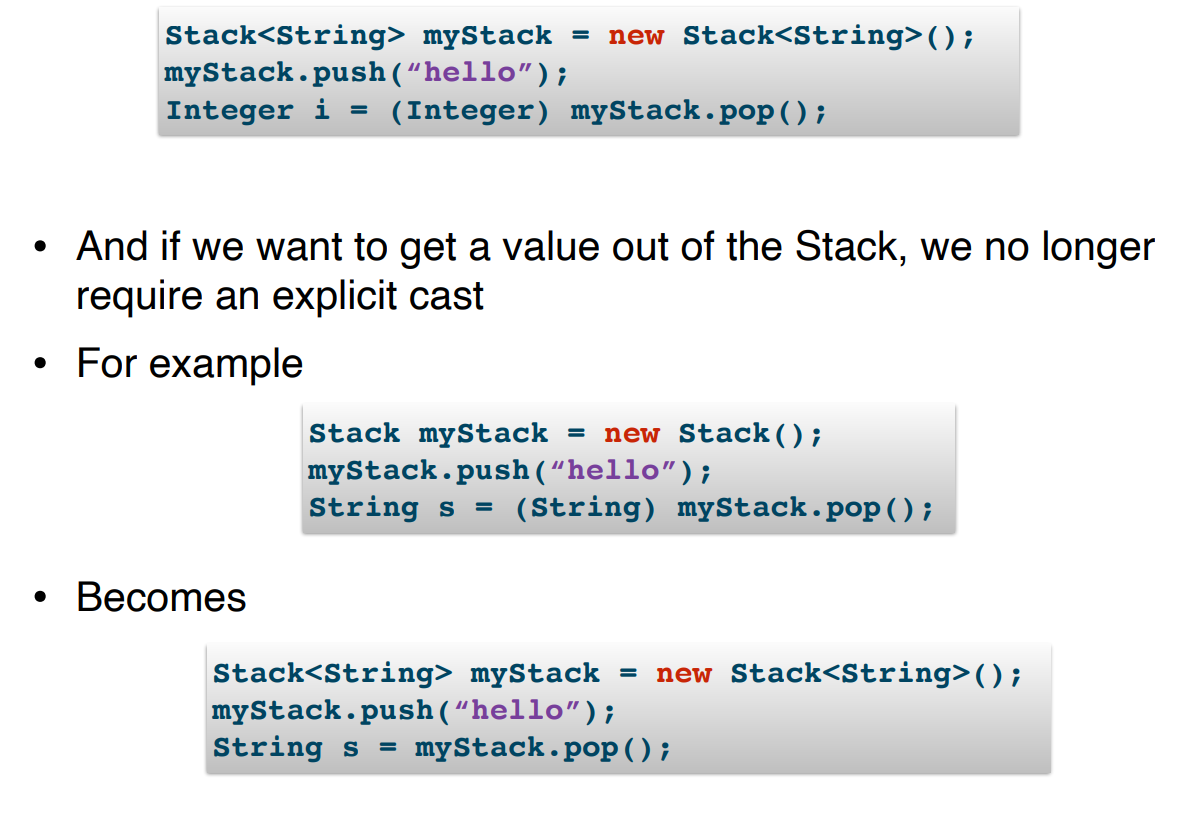 Stack<String> myStack = new Stack<String>();
myStack.push(“hello”);
Integer i = (Integer) myStack.pop();
• And if we want to get a value out of the Stack, we no longer
require an explicit cast
• For example
Stack myStack = new Stack();
myStack.push(“hello”);
String s = (String) myStack.pop();
• Becomes
Stack<String> myStack = new Stack<String>();
myStack.push(“hello”);
String s = myStack.pop();